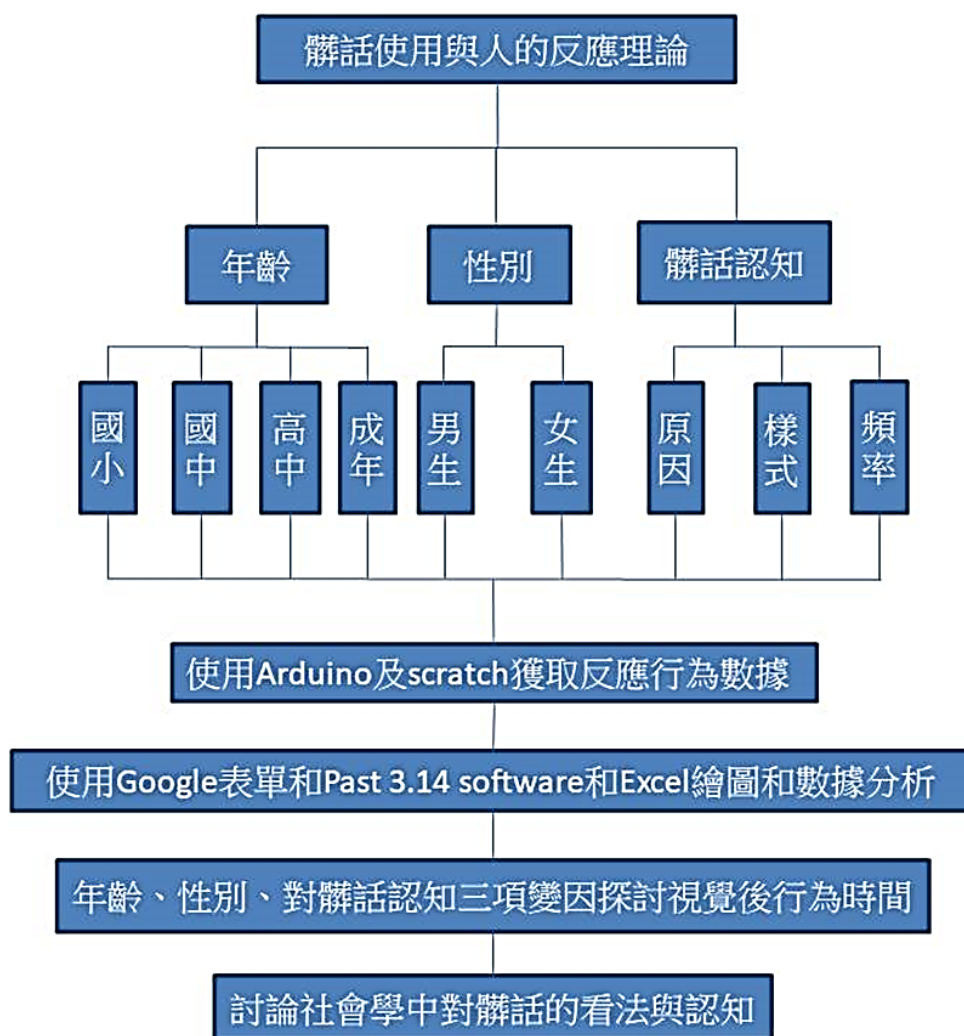 髒話使用與人的反應理論
年齡
性別
髒話認知
國小
國中
高中
成年
男生
女生
原因
樣式
頻率
使用Arduino及scratch獲取反應行為數據
使用Google表單和Past 3.14 software和Excel繪圖和數據分析
年齡、性別、對髒話認知三項變因探討視覺後行為時間
討論社會學中對髒話的看法與認知